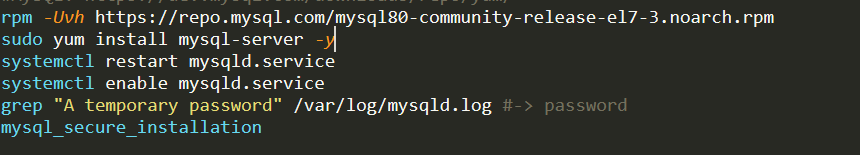 rpm -Uvh https://repo.mysql.com/mysql80-community-release-el7-3.noarch.rpm
sudo yum install mysql-server -y
systemctl restart mysqld.service
systemctl enable mysqld.service
grep "A temporary password" /var/log/mysqld.log #-> password
mysql_secure_installation